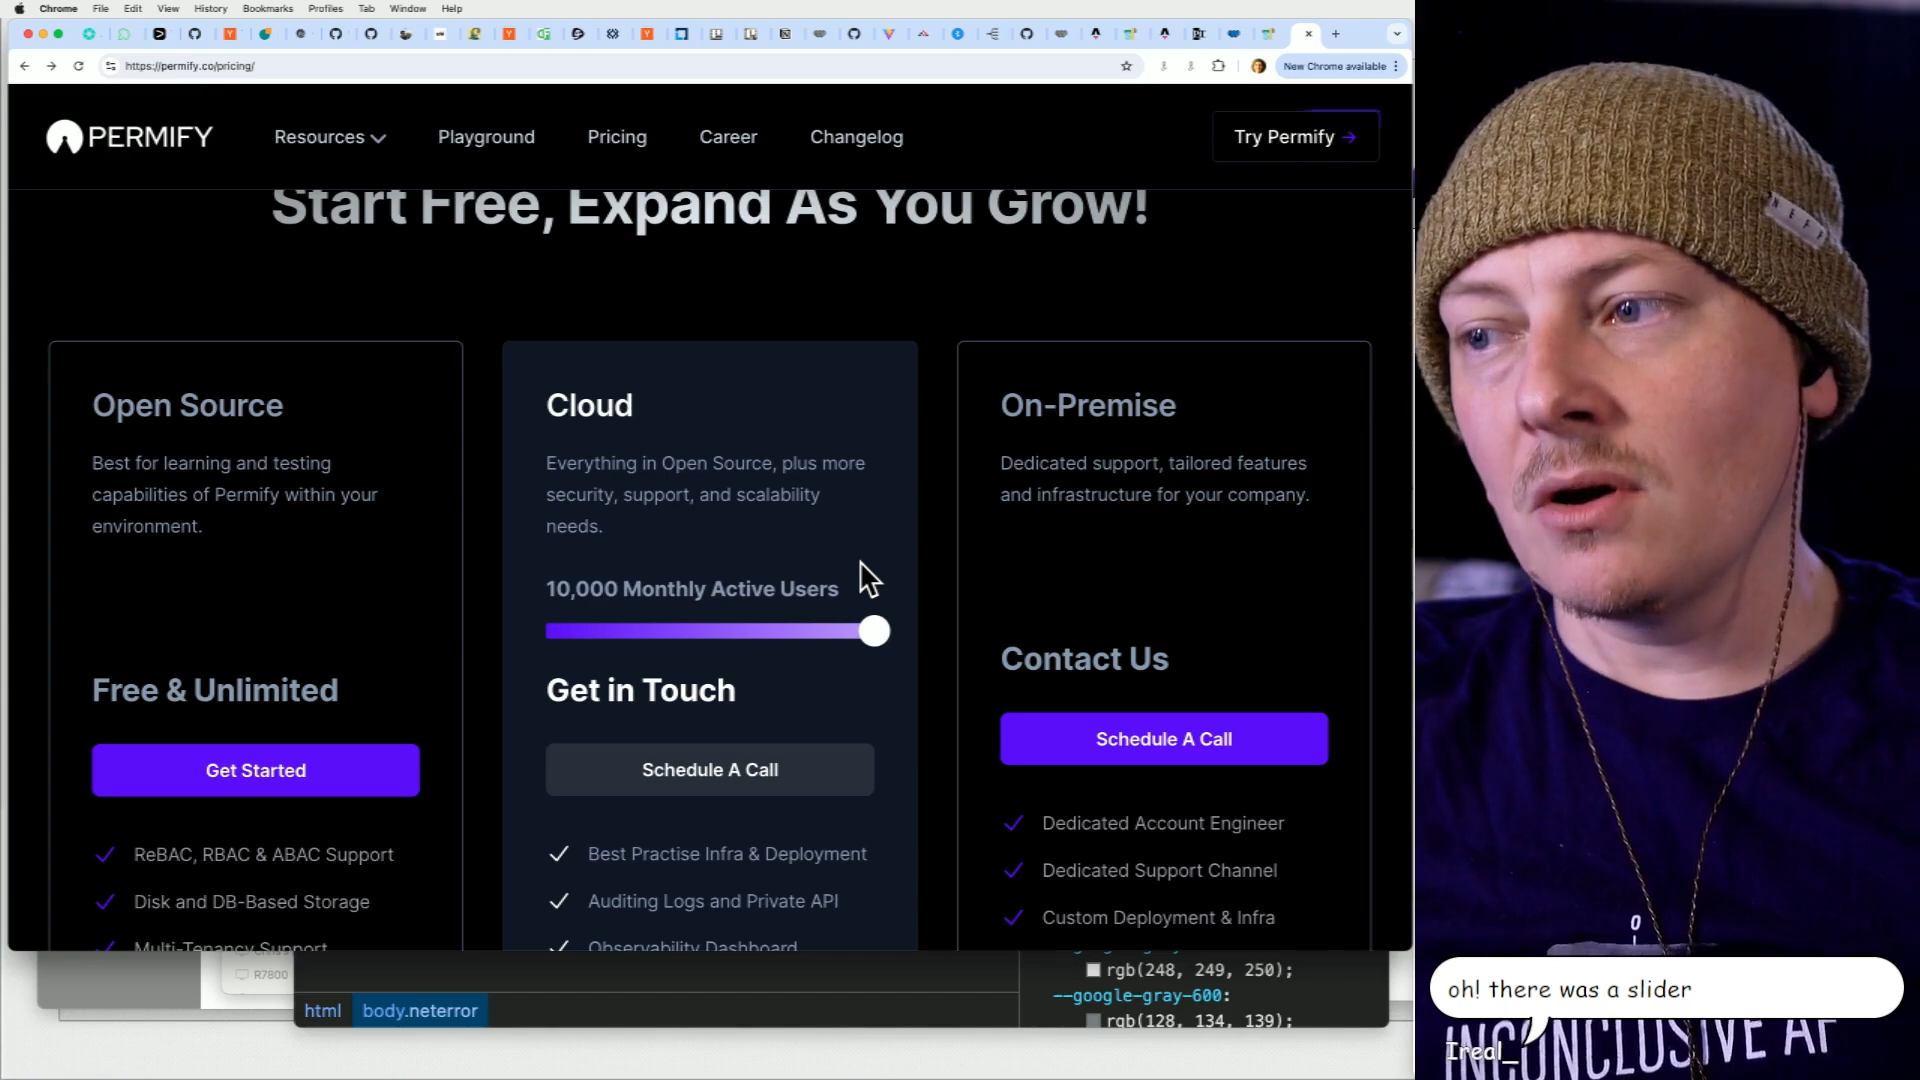 Chrome File Edit View History Bookmarks Profiles Tab Window Help
https://permify.co/pricing/
New Chrome available
PERMIFY
Resources
Playground
Pricing
Career
Changelog
Try Permify →
Start Free, Expand As You Grow!
Open Source
Best for learning and testing
capabilities of Permify within your
environment.
Free & Unlimited
Get Started
ReBAC, RBAC & ABAC Support
Disk and DB-Based Storage
Multi-Tenancy Support
Cloud
Everything in Open Source, plus more
security, support, and scalability
needs.
10,000 Monthly Active Users
Get in Touch
Schedule A Call
Best Practise Infra & Deployment
Auditing Logs and Private API
Observability Dashboard
On-Premise
Dedicated support, tailored features
and infrastructure for your company.
Contact Us
Schedule A Call
Dedicated Account Engineer
Dedicated Support Channel
Custom Deployment & Infra
R7800
html body.neterror
rgb(248, 249, 250);
--google-gray-600:
rgb(128, 134, 139);
NEFF
oh! there was a slider
Ireal_
INCONCLUSIVE AF